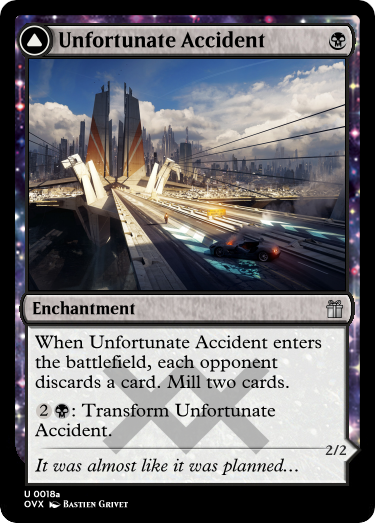 Unfortunate Accident
Enchantment
When Unfortunate Accident enters
the battlefield, each opponent
discards a card. Mill two cards.
2 : Transform Unfortunate
Accident.
2/2
It was almost like it was planned…
U 0018a
OVX Bastien Grivet